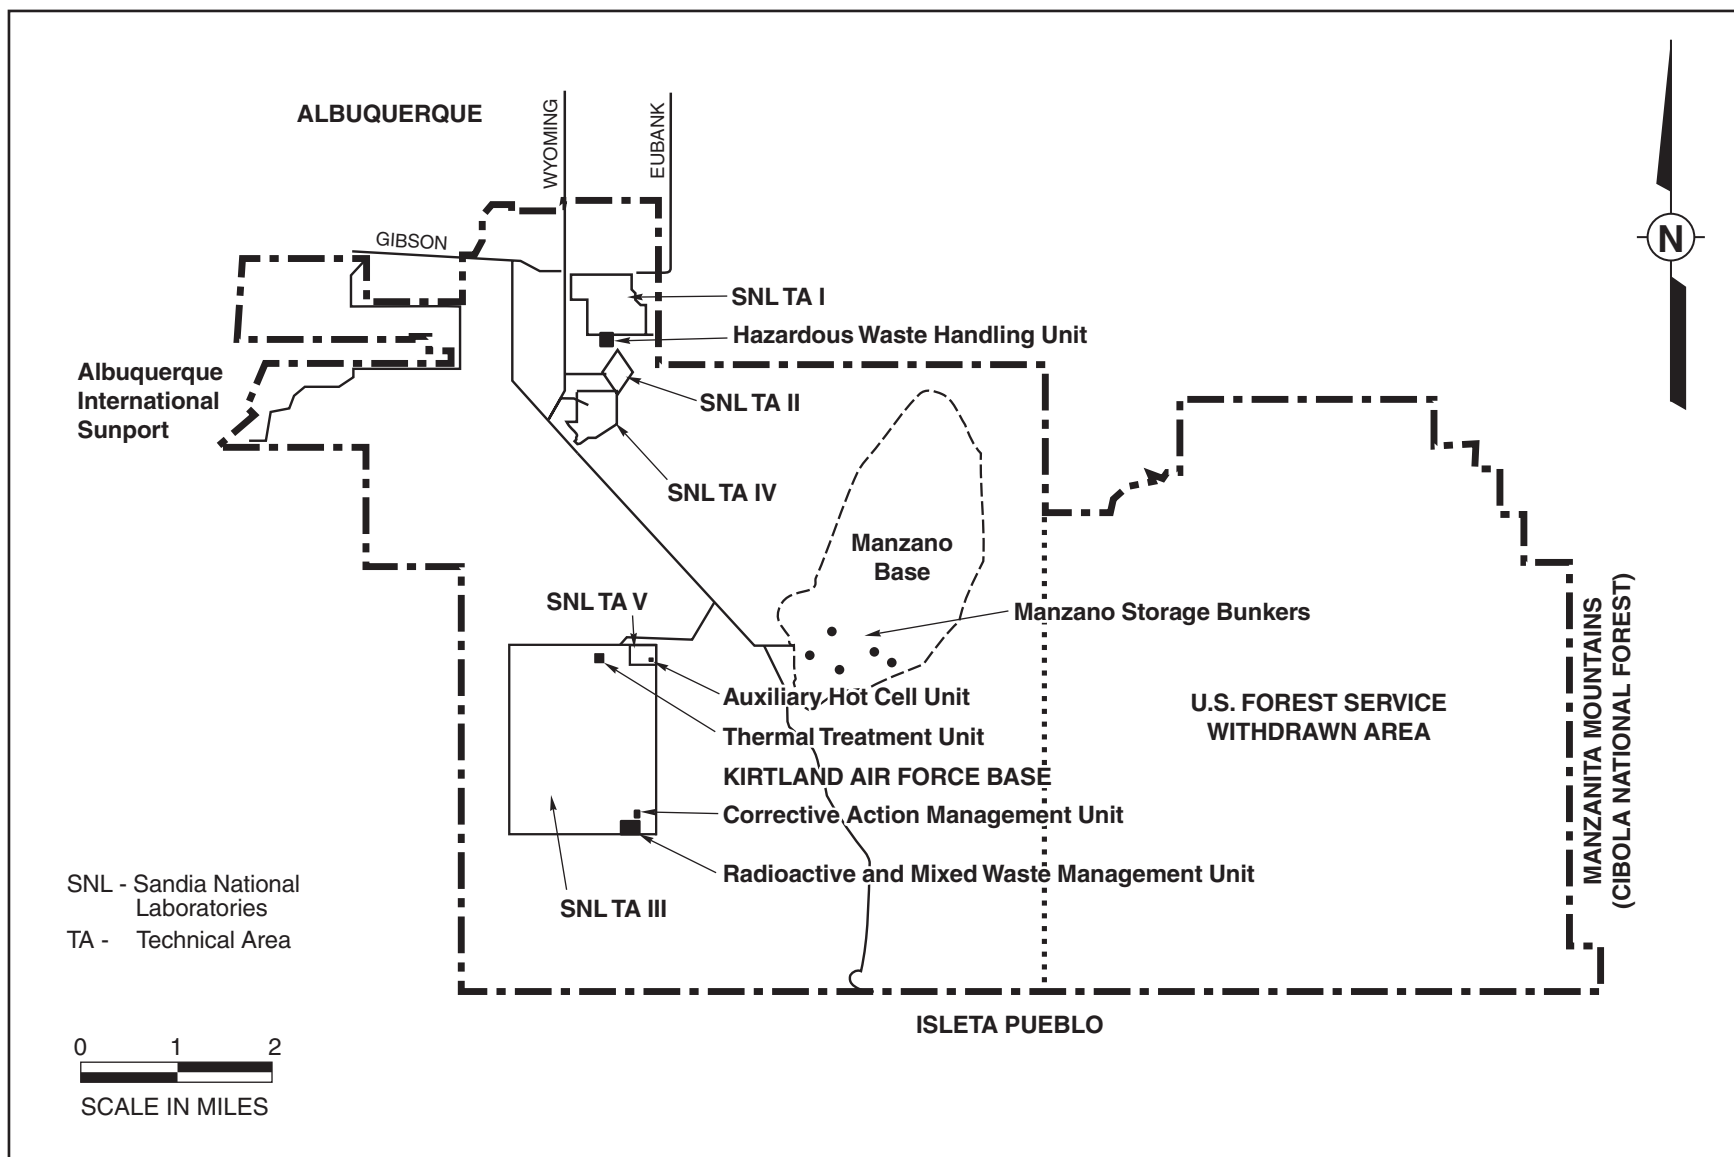 ALBUQUERQUE
WYOMING
EUBANK
GIBSON
N
SNL TA I
Hazardous Waste Handling Unit
Albuquerque
International
Sunport
SNL TA II
SNL TA IV
Manzano
Base
SNL TA V
Manzano Storage Bunkers
Auxiliary Hot Cell Unit
Thermal Treatment Unit
KIRTLAND AIR FORCE BASE
Corrective Action Management Unit
Radioactive and Mixed Waste Management Unit
SNL TA III
U.S. FOREST SERVICE
WITHDRAWN AREA
MANZANITA MOUNTAINS
(CIBOLA NATIONAL FOREST)
SNL - Sandia National
Laboratories
TA - Technical Area
ISLETA PUEBLO
0 1 2
SCALE IN MILES